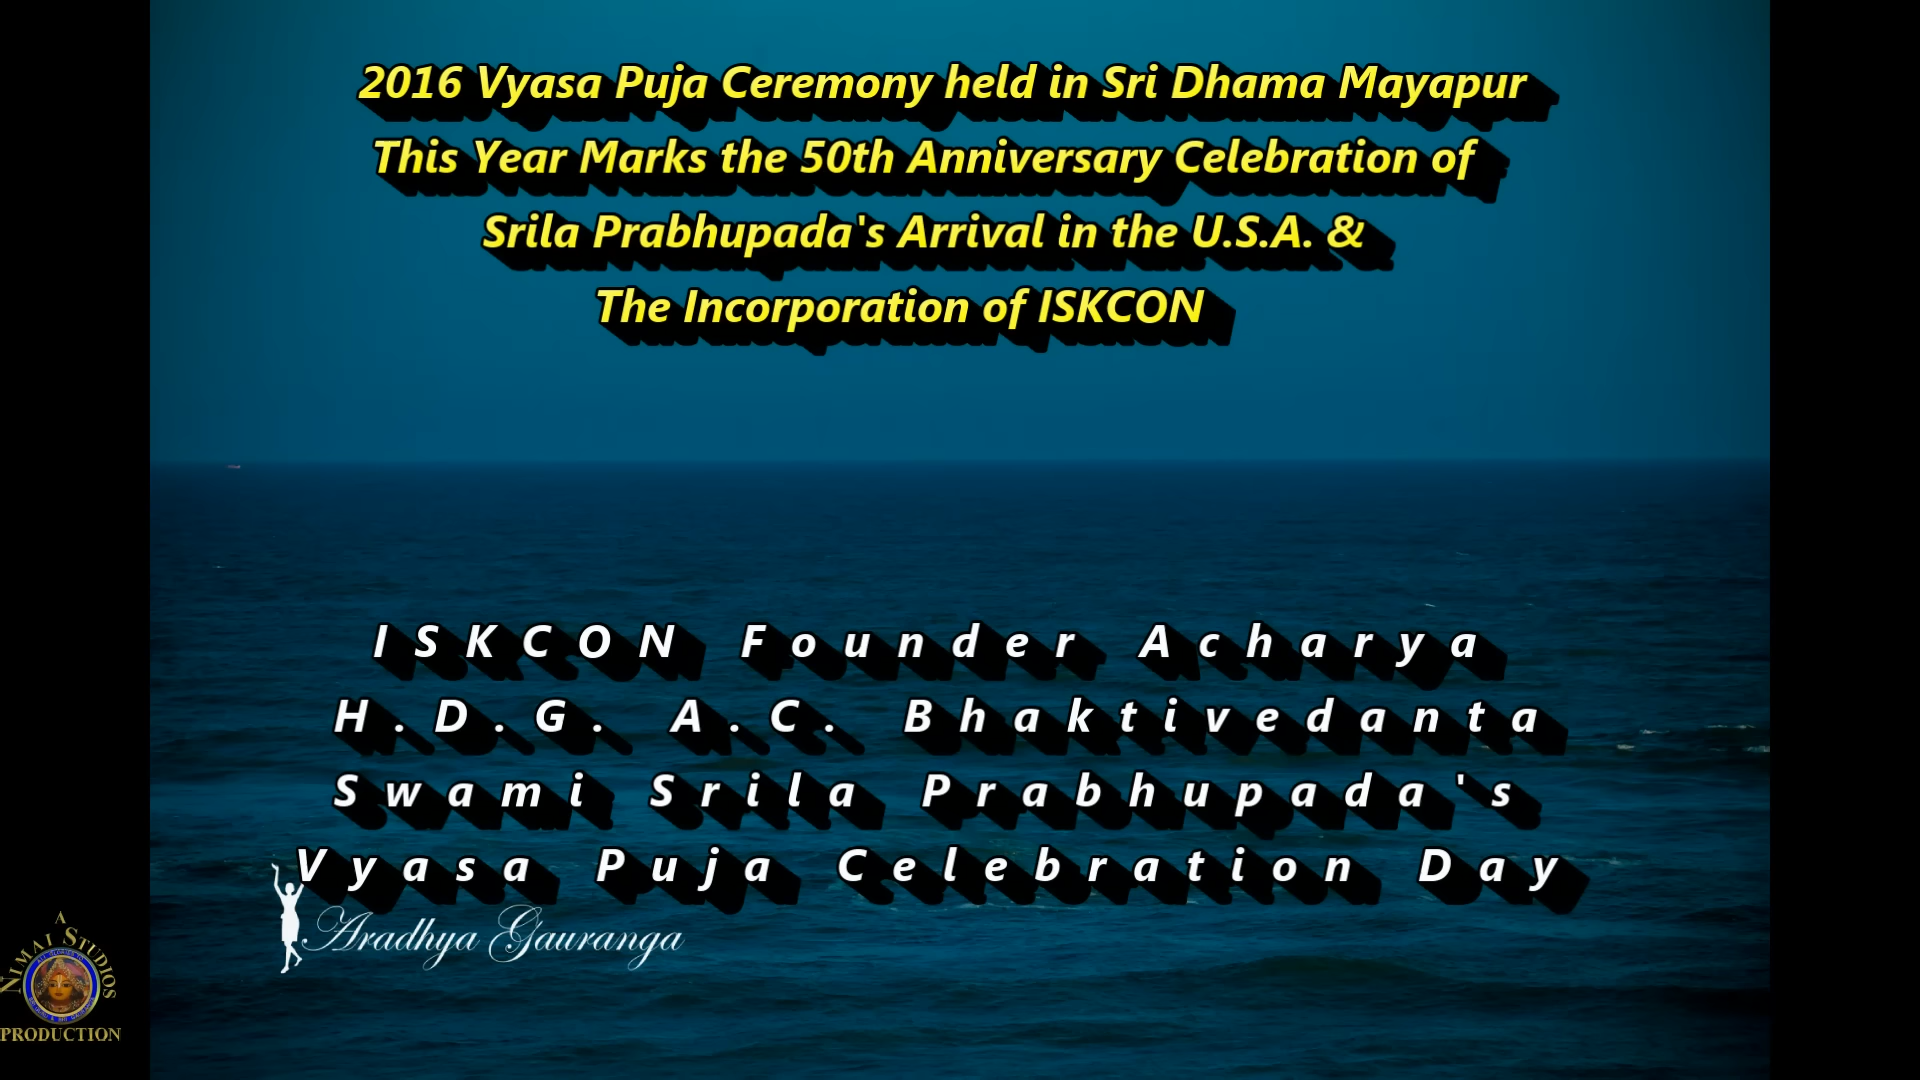 2016 Vyasa Puja Ceremony held in Sri Dhama Mayapur
This Year Marks the 50th Anniversary Celebration of
Srila Prabhupada's Arrival in the U.S.A. &
The Incorporation of ISKCON
ISKCON Founder Acharya
H.D.G. A.C. Bhaktivedanta
Swami Srila Prabhupada's
Vyasa Puja Celebration Day
Aradhya Gauranga
A
NIMAI STUDIOS
PRODUCTION